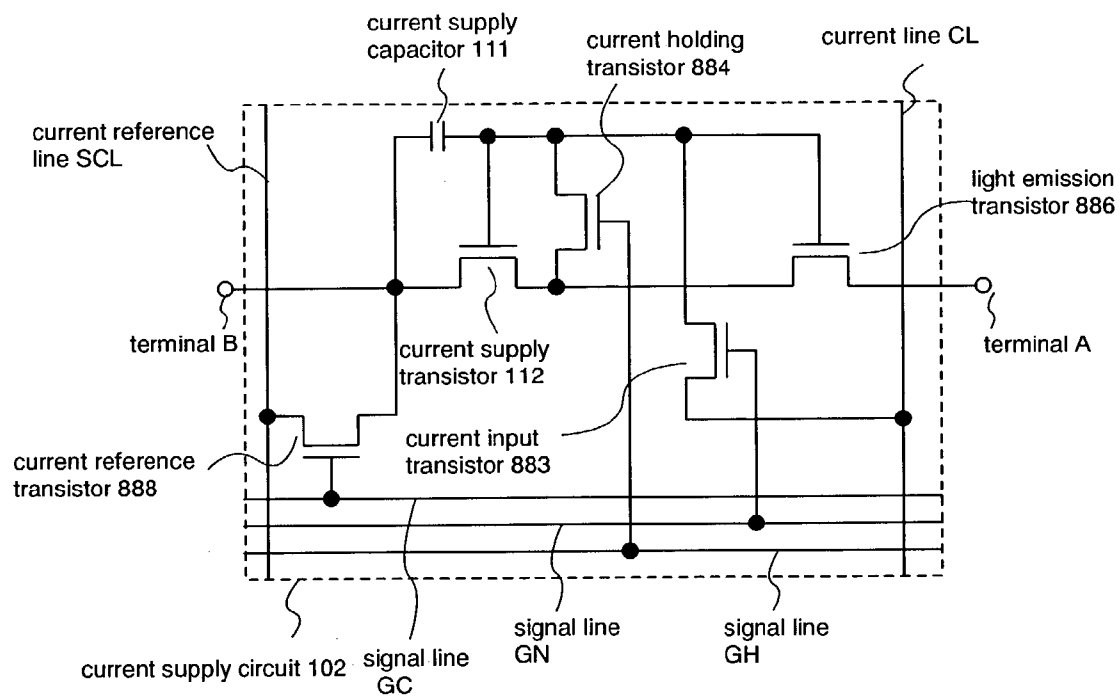 current supply
capacitor 111
current holding
transistor 884
current line CL
current reference
line SCL
light emission
transistor 886
terminal B
current supply
transistor 112
terminal A
current input
transistor 883
current reference
transistor 888
current supply circuit 102
signal line
GC
signal line
GN
signal line
GH